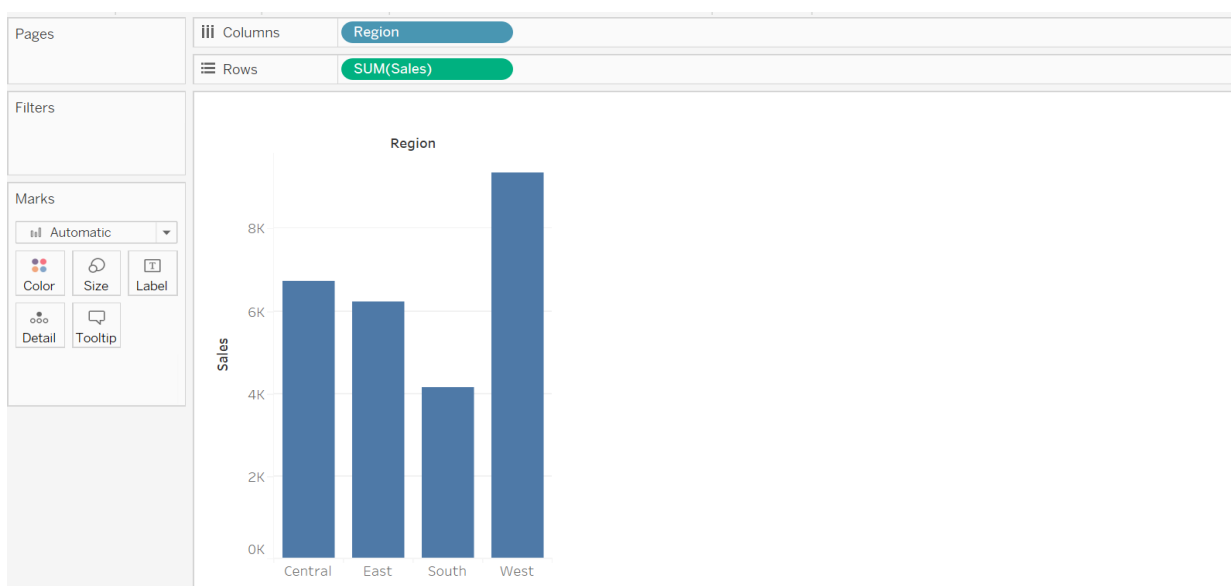 Pages
Columns
Region
Rows
SUM(Sales)
Filters
Marks
Automatic
Color
Size
T
Label
Detail
Tooltip
Region
Sales
8K
6K
4K
2K
0K
Central
East
South
West